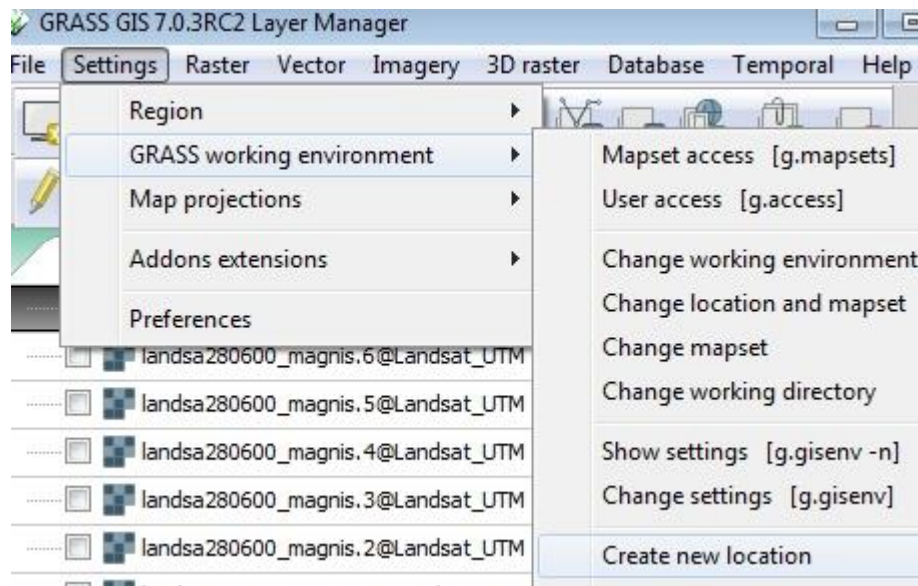 GRASS GIS 7.0.3RC2 Layer Manager
File Settings Raster Vector Imagery 3D raster Database Temporal Help
Region
GRASS working environment
Map projections
Addons extensions
Preferences
Mapset access [g.mapsets]
User access [g.access]
Change working environment
Change location and mapset
Change mapset
Change working directory
Show settings [g.gisenv -n]
Change settings [g.gisenv]
Create new location
landsa280600_magnis.6@Landsat_UTM
landsa280600_magnis.5@Landsat_UTM
landsa280600_magnis.4@Landsat_UTM
landsa280600_magnis.3@Landsat_UTM
landsa280600_magnis.2@Landsat_UTM